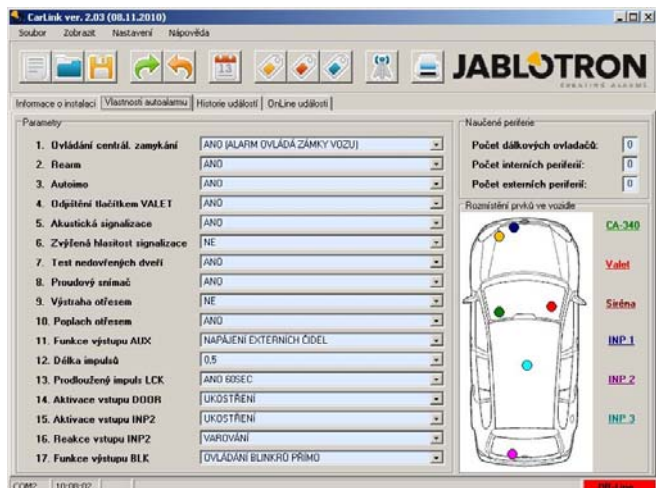 CarLink ver. 2.03 (08.11.2010)
Soubor Zobrazit Nastavení Nápověda
13
JABLOTRON
CREATIVE ALARMS
Informace o instalaci Vlastnosti autoalarmu Historie událostí OnLine události
Parametry
1. Ovládání centrál. zamykání ANO (ALARM OVLÁDÁ ZÁMKY VOZU)
2. Rearm ANO
3. Autoimo ANO
4. Odjištění tlačítkem VALET ANO
5. Akustická signalizace ANO
6. Zvýšená hlasitost signalizace NE
7. Test nedovřených dveří ANO
8. Proudový snímač ANO
9. Výstraha otřesem NE
10. Poplach otřesem ANO
11. Funkce výstupu AUX NAPÁJENÍ EXTERNÍCH ČIDEL
12. Délka impulsů 0,5
13. Prodloužený impuls LCK ANO 60SEC
14. Aktivace vstupu DOOR UKOSTŘENÍ
15. Aktivace vstupu INP2 UKOSTŘENÍ
16. Reakce vstupu INP2 VAROVÁNÍ
17. Funkce výstupu BLK OVLÁDÁNÍ BLINKRŮ PŘÍMO
Naučené periferie
Počet dálkových ovladačů: 0
Počet interních periferií: 0
Počet externích periferií: 0
Rozmístění prvků ve vozidle
CA-340
Valet
Siréna
INP 1
INP 2
INP 3
COM2 10:08:02
Off-Line